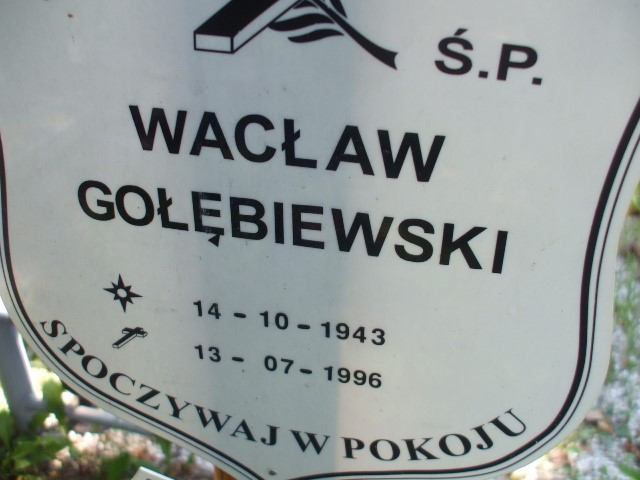 Ś.P.
WACŁAW
GOŁĘBIEWSKI
14 - 10 - 1943
13 - 07 - 1996
SPOCZYWAJ W POKOJU